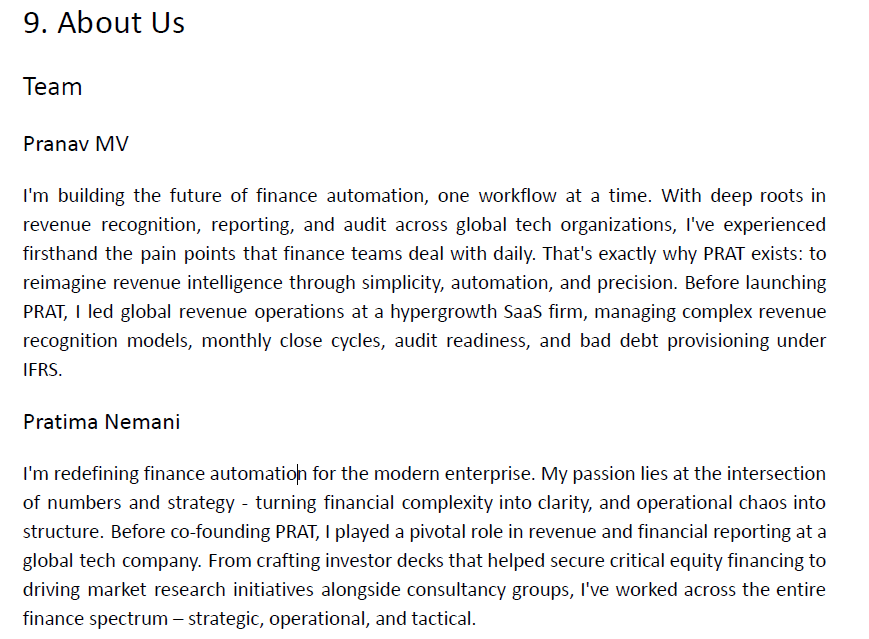 9. About Us
Team
Pranav MV
I'm building the future of finance automation, one workflow at a time. With deep roots in
revenue recognition, reporting, and audit across global tech organizations, I've experienced
firsthand the pain points that finance teams deal with daily. That's exactly why PRAT exists: to
reimagine revenue intelligence through simplicity, automation, and precision. Before launching
PRAT, I led global revenue operations at a hypergrowth SaaS firm, managing complex revenue
recognition models, monthly close cycles, audit readiness, and bad debt provisioning under
IFRS.
Pratima Nemani
I'm redefining finance automation for the modern enterprise. My passion lies at the intersection
of numbers and strategy - turning financial complexity into clarity, and operational chaos into
structure. Before co-founding PRAT, I played a pivotal role in revenue and financial reporting at a
global tech company. From crafting investor decks that helped secure critical equity financing to
driving market research initiatives alongside consultancy groups, I've worked across the entire
finance spectrum – strategic, operational, and tactical.